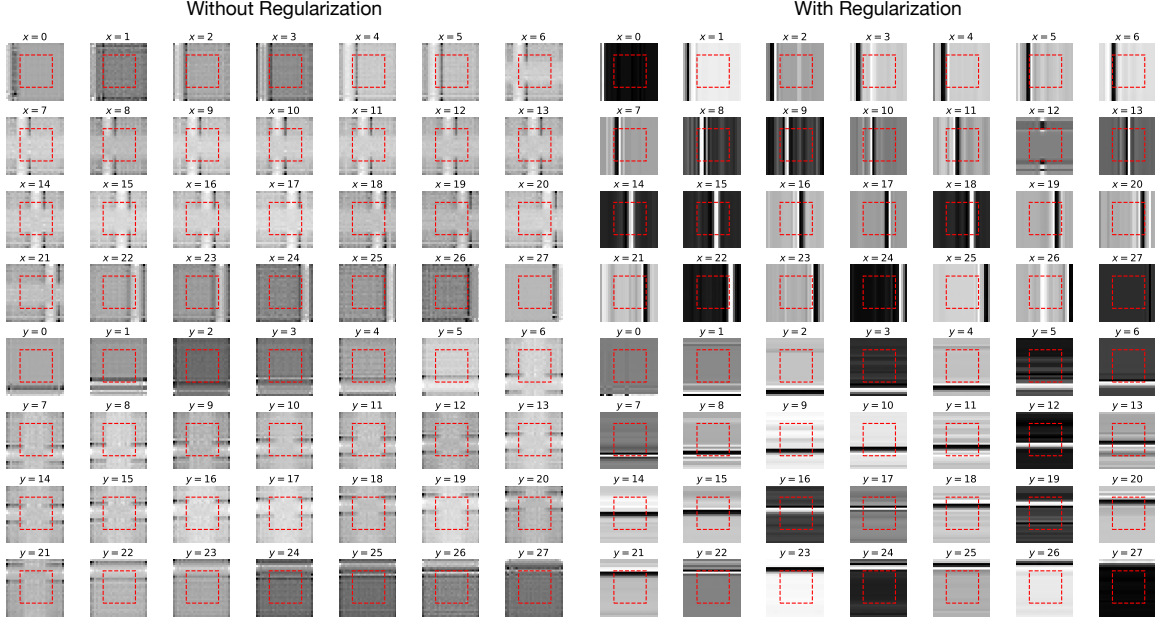 Without Regularization
With Regularization
x = 0 x = 1 x = 2 x = 3 x = 4 x = 5 x = 6
x = 0 x = 1 x = 2 x = 3 x = 4 x = 5 x = 6
x = 7 x = 8 x = 9 x = 10 x = 11 x = 12 x = 13
x = 7 x = 8 x = 9 x = 10 x = 11 x = 12 x = 13
x = 14 x = 15 x = 16 x = 17 x = 18 x = 19 x = 20
x = 14 x = 15 x = 16 x = 17 x = 18 x = 19 x = 20
x = 21 x = 22 x = 23 x = 24 x = 25 x = 26 x = 27
x = 21 x = 22 x = 23 x = 24 x = 25 x = 26 x = 27
y = 0 y = 1 y = 2 y = 3 y = 4 y = 5 y = 6
y = 0 y = 1 y = 2 y = 3 y = 4 y = 5 y = 6
y = 7 y = 8 y = 9 y = 10 y = 11 y = 12 y = 13
y = 7 y = 8 y = 9 y = 10 y = 11 y = 12 y = 13
y = 14 y = 15 y = 16 y = 17 y = 18 y = 19 y = 20
y = 14 y = 15 y = 16 y = 17 y = 18 y = 19 y = 20
y = 21 y = 22 y = 23 y = 24 y = 25 y = 26 y = 27
y = 21 y = 22 y = 23 y = 24 y = 25 y = 26 y = 27